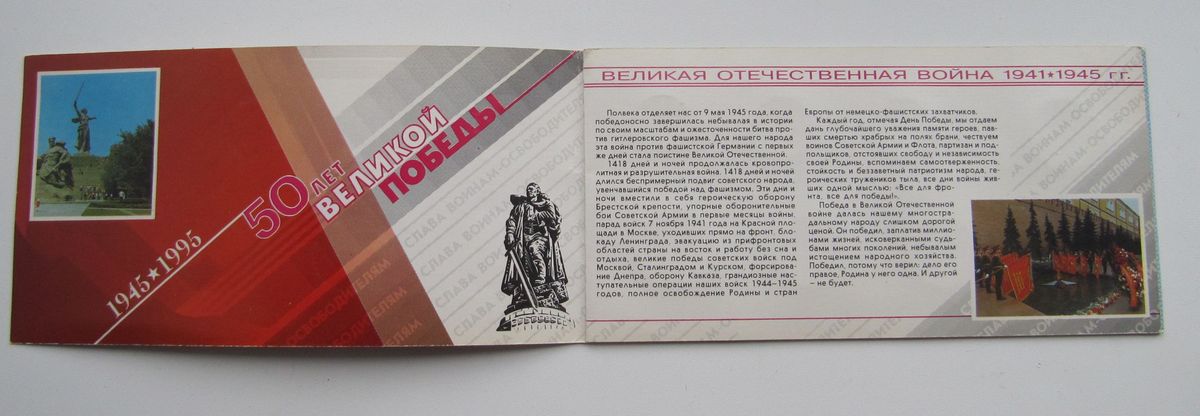 1945★1995
50 ЛЕТ
ВЕЛИКОЙ
ПОБЕДЫ
СЛАВА ВОИНАМ-ОСВОБОДИТЕЛЯМ
ВЕЛИКАЯ ОТЕЧЕСТВЕННАЯ ВОЙНА 1941★1945 гг.
Полвека отделяет нас от 9 мая 1945 года, когда
победоносно завершилась небывалая в истории
по своим масштабам и ожесточенности битва про-
тив гитлеровского фашизма. Для нашего народа
эта война против фашистской Германии с первых
же дней стала поистине Великой Отечественной.
1418 дней и ночей продолжалась кровопро-
литная и разрушительная война. 1418 дней и ночей
длился беспримерный подвиг советского народа,
увенчавшийся победой над фашизмом. Эти дни и
ночи вместили в себя героическую оборону
Брестской крепости, упорные оборонительные
бои Советской Армии в первые месяцы войны,
парад войск 7 ноября 1941 года на Красной пло-
щади в Москве, уходивших прямо на фронт, бло-
каду Ленинграда, эвакуацию из прифронтовых
областей страны на восток и работу без сна и
отдыха, великие победы советских войск под
Москвой, Сталинградом и Курском, форсирова-
ние Днепра, оборону Кавказа, грандиозные нас-
тупательные операции наших войск 1944–1945
годов, полное освобождение Родины и стран
Европы от немецко-фашистских захватчиков.
Каждый год, отмечая День Победы, мы отдаем
дань глубочайшего уважения памяти героев, пав-
ших смертью храбрых на полях брани, чествуем
воинов Советской Армии и Флота, партизан и под-
польщиков, отстоявших свободу и независимость
своей Родины, вспоминаем самоотверженность,
стойкость и беззаветный патриотизм народа, ге-
роических тружеников тыла, все дни войны жив-
ших одной мыслью: «Все для фро-
нта, все для победы!».
Победа в Великой Отечественной
войне далась нашему многостра-
дальному народу слишком дорогой
ценой. Он победил, заплатив миллио-
нами жизней, исковерканными судь-
бами многих поколений, небывалым
истощением народного хозяйства.
Победил, потому что верил: дело его
правое, Родина у него одна. И другой
– не будет.